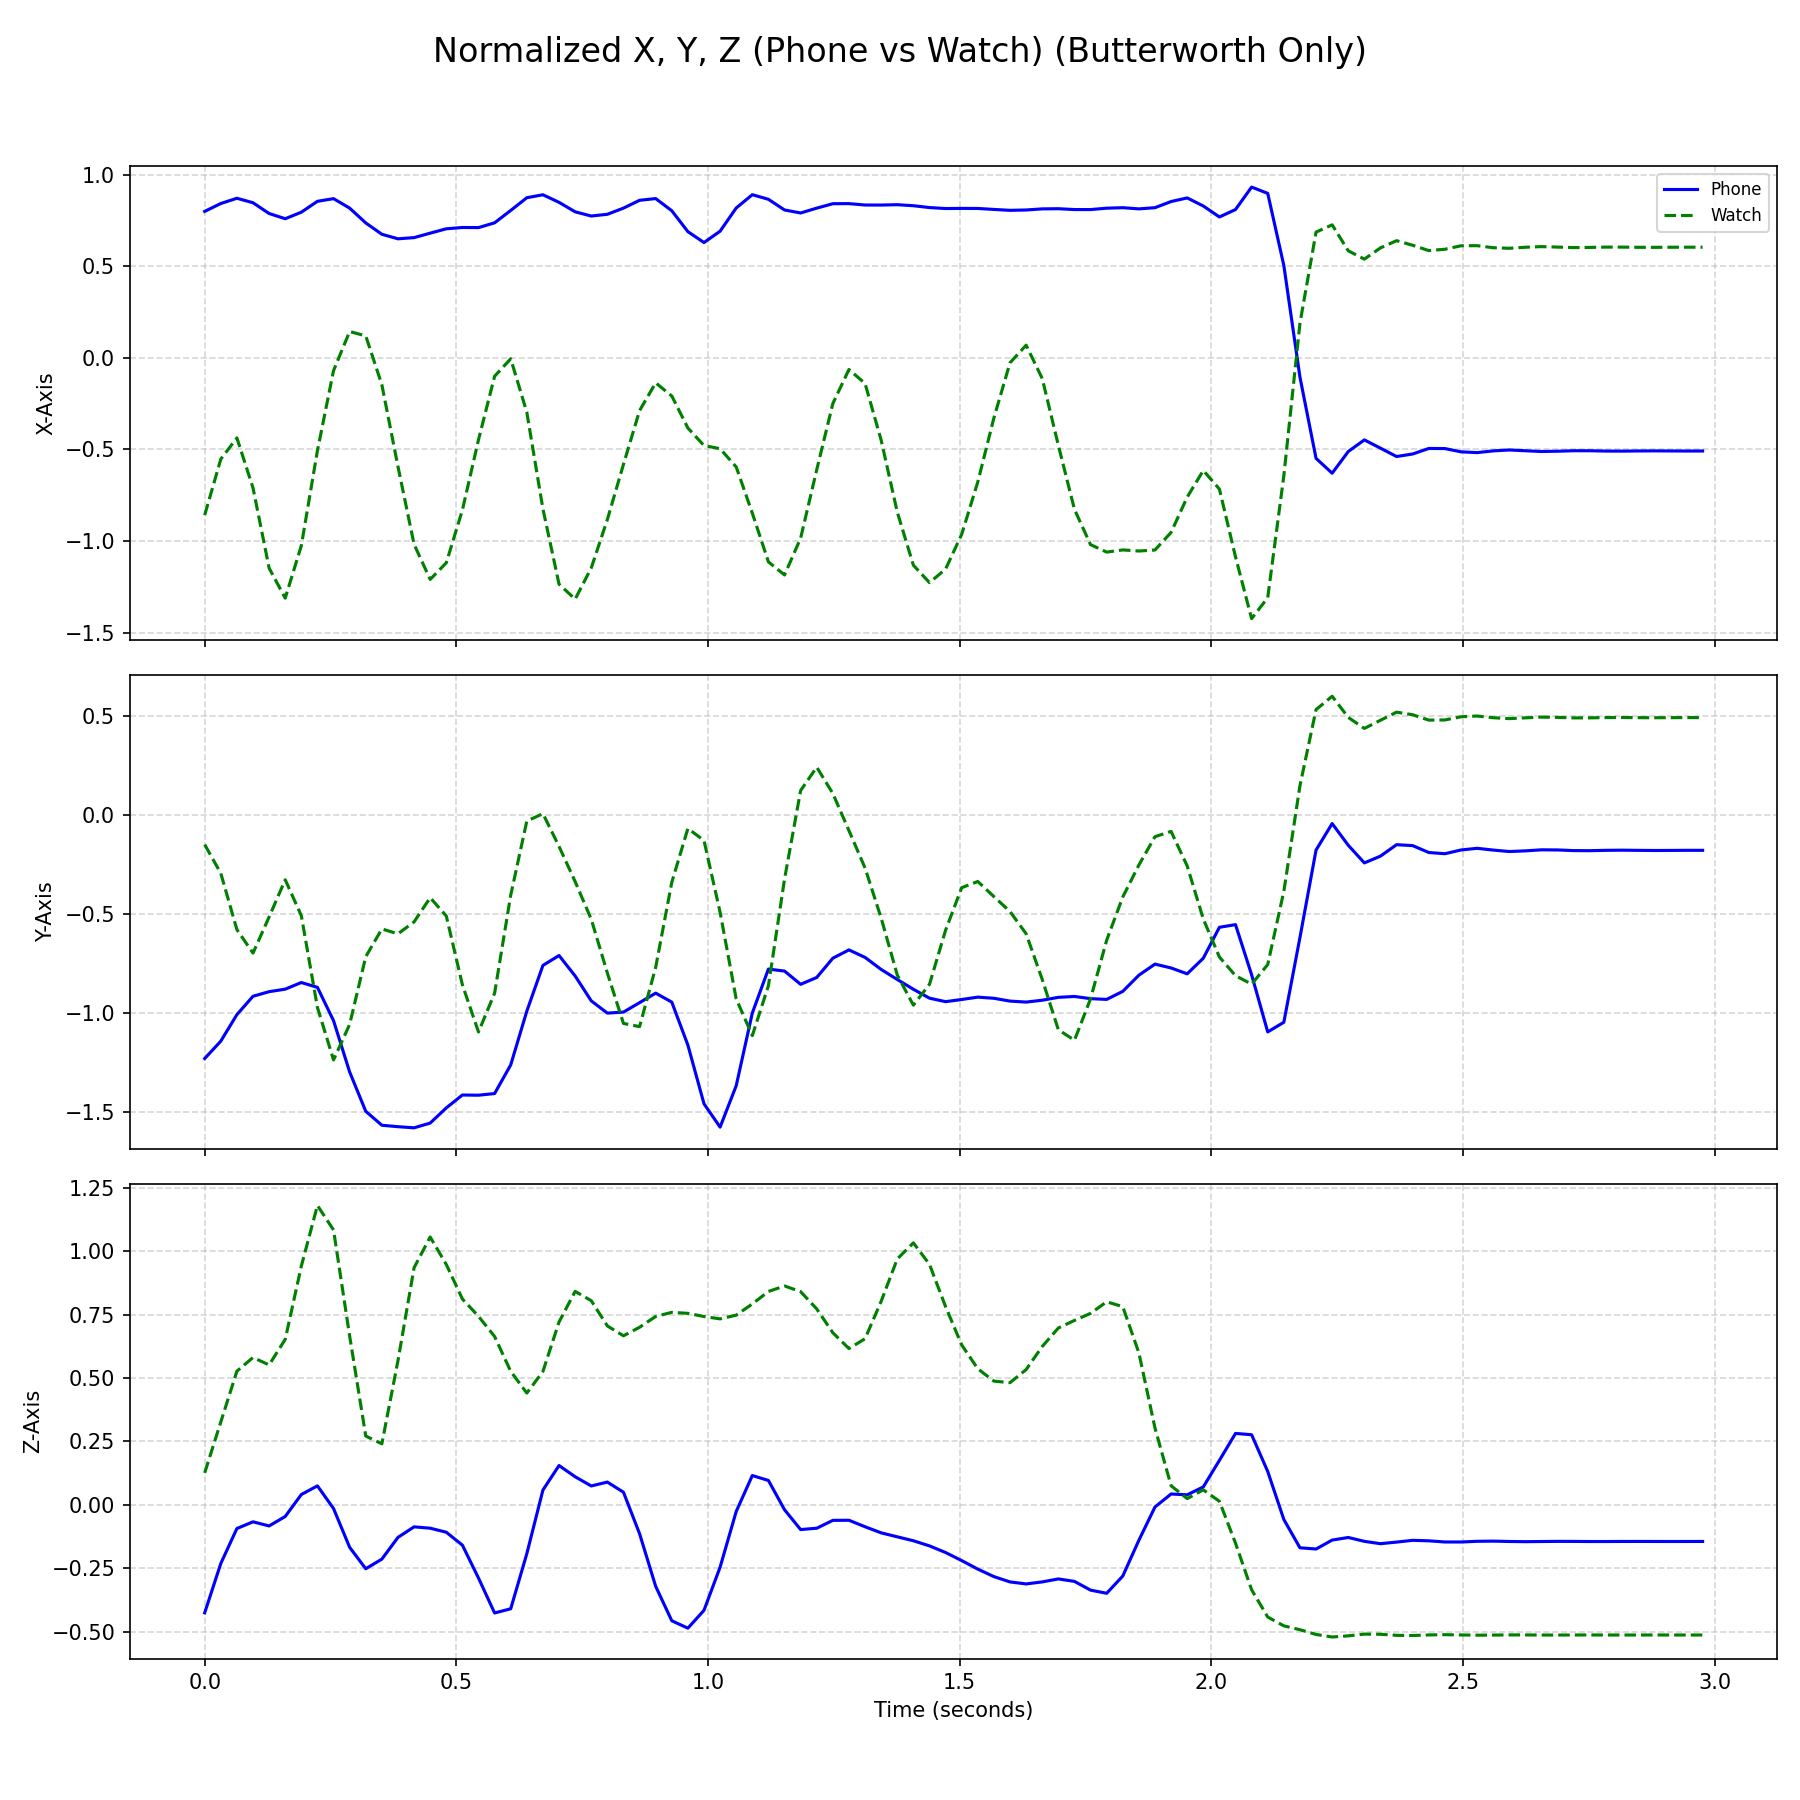 Normalized X, Y, Z (Phone vs Watch) (Butterworth Only)
Phone
Watch
1.0
0.5
0.0
−0.5
−1.0
−1.5
X-Axis
0.5
0.0
−0.5
−1.0
−1.5
Y-Axis
1.25
1.00
0.75
0.50
0.25
0.00
−0.25
−0.50
Z-Axis
0.0 0.5 1.0 1.5 2.0 2.5 3.0
Time (seconds)